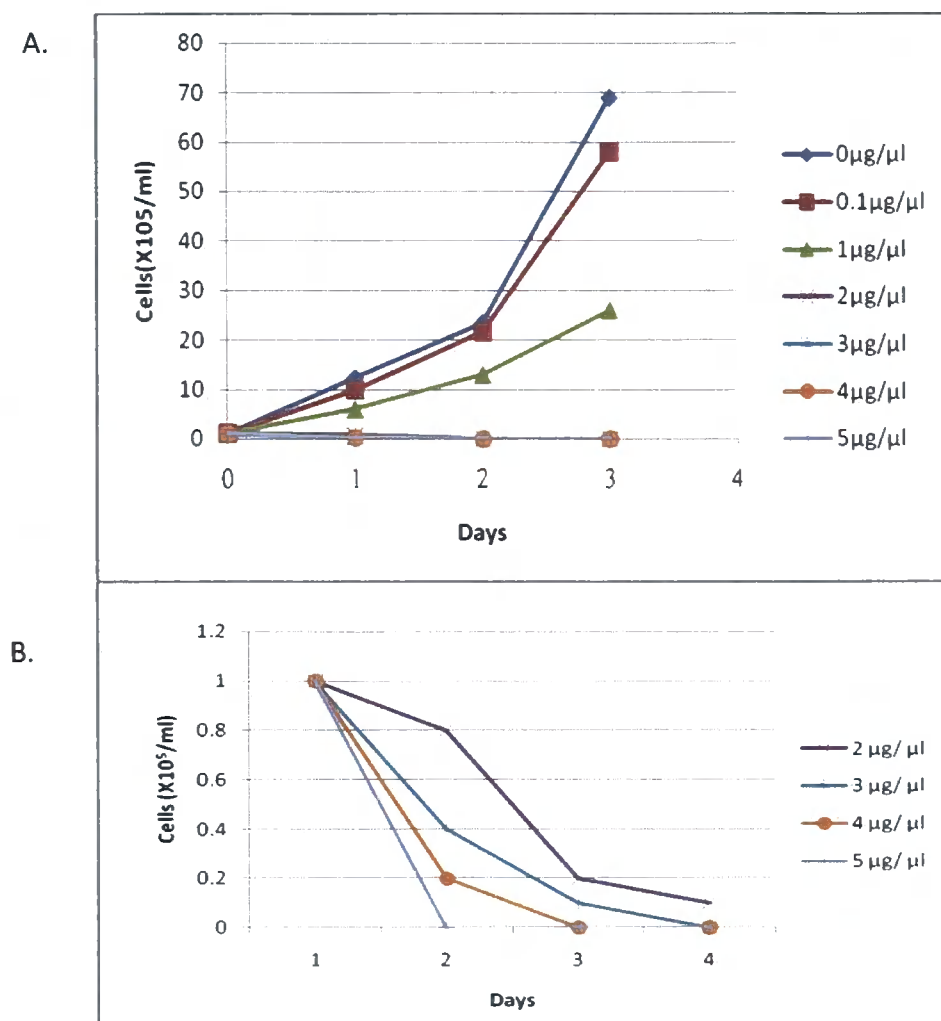 A.
80
70
60
50
40
30
20
10
0
0 1 2 3 4
Cells(X105/ml)
Days
0µg/µl
0.1µg/µl
1µg/µl
2µg/µl
3µg/µl
4µg/µl
5µg/µl
B.
1.2
1
0.8
0.6
0.4
0.2
0
1 2 3 4
Cells (X10⁵/ml)
Days
2 µg/ µl
3 µg/ µl
4 µg/ µl
5 µg/ µl